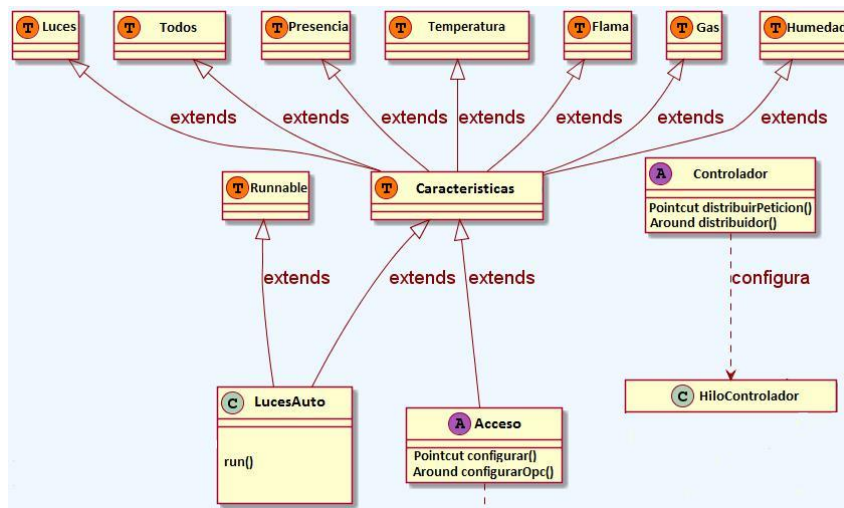 T Luces
T Todos
T Presencia
T Temperatura
T Flama
T Gas
T Humedad
extends
extends
extends
extends
extends
extends
extends
T Runnable
T Características
A Controlador
Pointcut distribuirPeticion()
Around distribuidor()
extends
extends
extends
configura
C LucesAuto
run()
A Acceso
Pointcut configurar()
Around configurarOpc()
C HiloControlador